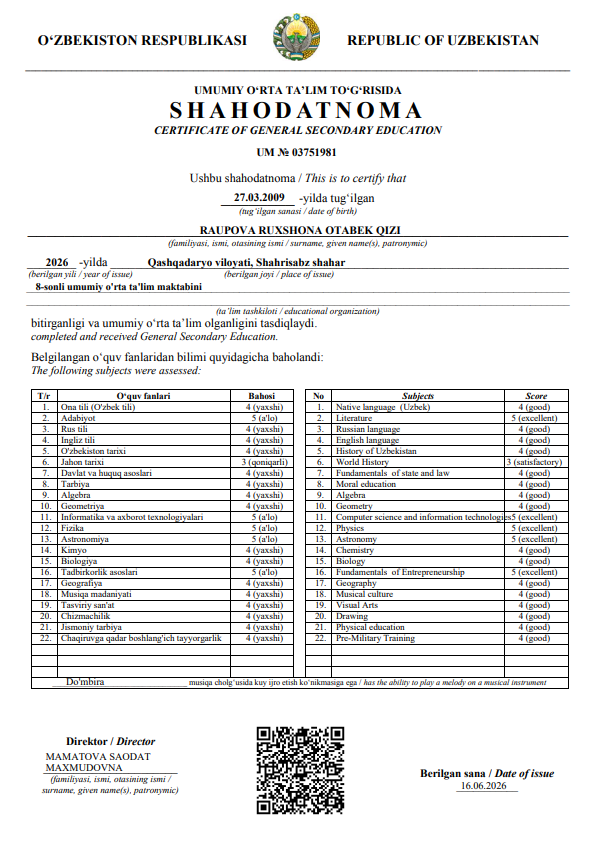 O‘ZBEKISTON RESPUBLIKASI REPUBLIC OF UZBEKISTAN
UMUMIY O‘RTA TA’LIM TO‘G‘RISIDA
SHAHODATNOMA
CERTIFICATE OF GENERAL SECONDARY EDUCATION
UM № 03751981
Ushbu shahodatnoma / This is to certify that
27.03.2009 -yilda tug‘ilgan
(tug‘ilgan sanasi / date of birth)
RAUPOVA RUXSHONA OTABEK QIZI
(familiyasi, ismi, otasining ismi / surname, given name(s), patronymic)
2026 -yilda Qashqadaryo viloyati, Shahrisabz shahar
(berilgan yili / year of issue) (berilgan joyi / place of issue)
8-sonli umumiy o'rta ta'lim maktabini
(ta’lim tashkiloti / educational organization)
bitirganligi va umumiy o‘rta ta’lim olganligini tasdiqlaydi.
completed and received General Secondary Education.
Belgilangan o‘quv fanlaridan bilimi quyidagicha baholandi:
The following subjects were assessed:
T/r O‘quv fanlari Bahosi No Subjects Score
1. Ona tili (O'zbek tili) 4 (yaxshi) 1. Native language (Uzbek) 4 (good)
2. Adabiyot 5 (a'lo) 2. Literature 5 (excellent)
3. Rus tili 4 (yaxshi) 3. Russian language 4 (good)
4. Ingliz tili 4 (yaxshi) 4. English language 4 (good)
5. O'zbekiston tarixi 4 (yaxshi) 5. History of Uzbekistan 4 (good)
6. Jahon tarixi 3 (qoniqarli) 6. World History 3 (satisfactory)
7. Davlat va huquq asoslari 4 (yaxshi) 7. Fundamentals of state and law 4 (good)
8. Tarbiya 4 (yaxshi) 8. Moral education 4 (good)
9. Algebra 4 (yaxshi) 9. Algebra 4 (good)
10. Geometriya 4 (yaxshi) 10. Geometry 4 (good)
11. Informatika va axborot texnologiyalari 5 (a'lo) 11. Computer science and information technologies 5 (excellent)
12. Fizika 5 (a'lo) 12. Physics 5 (excellent)
13. Astronomiya 5 (a'lo) 13. Astronomy 5 (excellent)
14. Kimyo 4 (yaxshi) 14. Chemistry 4 (good)
15. Biologiya 4 (yaxshi) 15. Biology 4 (good)
16. Tadbirkorlik asoslari 5 (a'lo) 16. Fundamentals of Entrepreneurship 5 (excellent)
17. Geografiya 4 (yaxshi) 17. Geography 4 (good)
18. Musiqa madaniyati 4 (yaxshi) 18. Musical culture 4 (good)
19. Tasviriy san'at 4 (yaxshi) 19. Visual Arts 4 (good)
20. Chizmachilik 4 (yaxshi) 20. Drawing 4 (good)
21. Jismoniy tarbiya 4 (yaxshi) 21. Physical education 4 (good)
22. Chaqiruvga qadar boshlang'ich tayyorgarlik 4 (yaxshi) 22. Pre-Military Training 4 (good)
Do'mbira musiqa cholg‘usida kuy ijro etish ko‘nikmasiga ega / has the ability to play a melody on a musical instrument
Direktor / Director
MAMATOVA SAODAT
MAXMUDOVNA
(familiyasi, ismi, otasining ismi /
surname, given name(s), patronymic)
Berilgan sana / Date of issue
16.06.2026